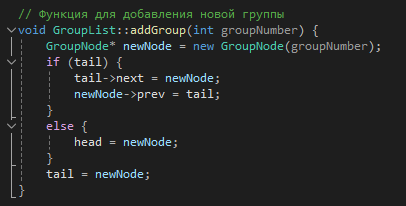 // Функция для добавления новой группы
void GroupList::addGroup(int groupNumber) {
    GroupNode* newNode = new GroupNode(groupNumber);
    if (tail) {
        tail->next = newNode;
        newNode->prev = tail;
    }
    else {
        head = newNode;
    }
    tail = newNode;
}